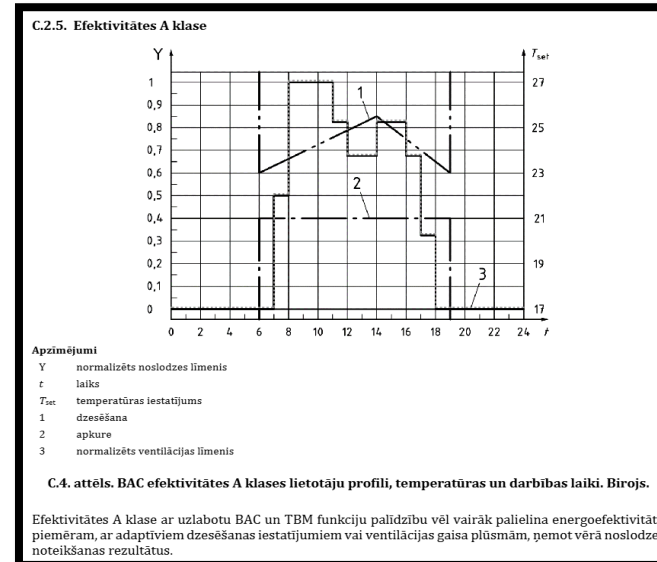 C.2.5. Efektivitātes A klase
Y
T set
1
0,9
0,8
0,7
0,6
0,5
0,4
0,3
0,2
0,1
0
27
25
23
21
19
17
1
2
3
0 2 4 6 8 10 12 14 16 18 20 22 24 t
Apzīmējumi
Y normalizēts noslodzes līmenis
t laiks
Tset temperatūras iestatījums
1 dzesēšana
2 apkure
3 normalizēts ventilācijas līmenis
C.4. attēls. BAC efektivitātes A klases lietotāju profili, temperatūras un darbības laiki. Birojs.
Efektivitātes A klase ar uzlabotu BAC un TBM funkciju palīdzību vēl vairāk palielina energoefektivitāt
piemēram, ar adaptīviem dzesēšanas iestatījumiem vai ventilācijas gaisa plūsmām, ņemot vērā noslodze
noteikšanas rezultātus.